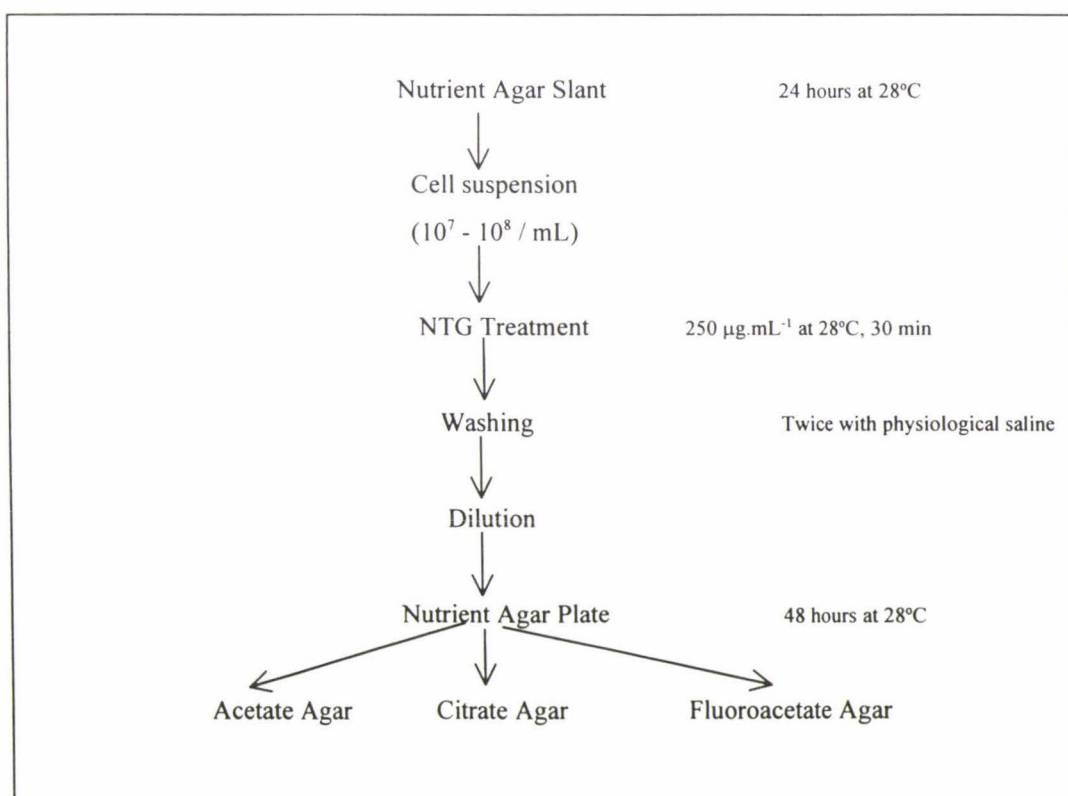 Nutrient Agar Slant 24 hours at 28ºC
Cell suspension
(10⁷ - 10⁸ / mL)
NTG Treatment 250 µg.mL⁻¹ at 28ºC, 30 min
Washing Twice with physiological saline
Dilution
Nutrient Agar Plate 48 hours at 28ºC
Acetate Agar Citrate Agar Fluoroacetate Agar